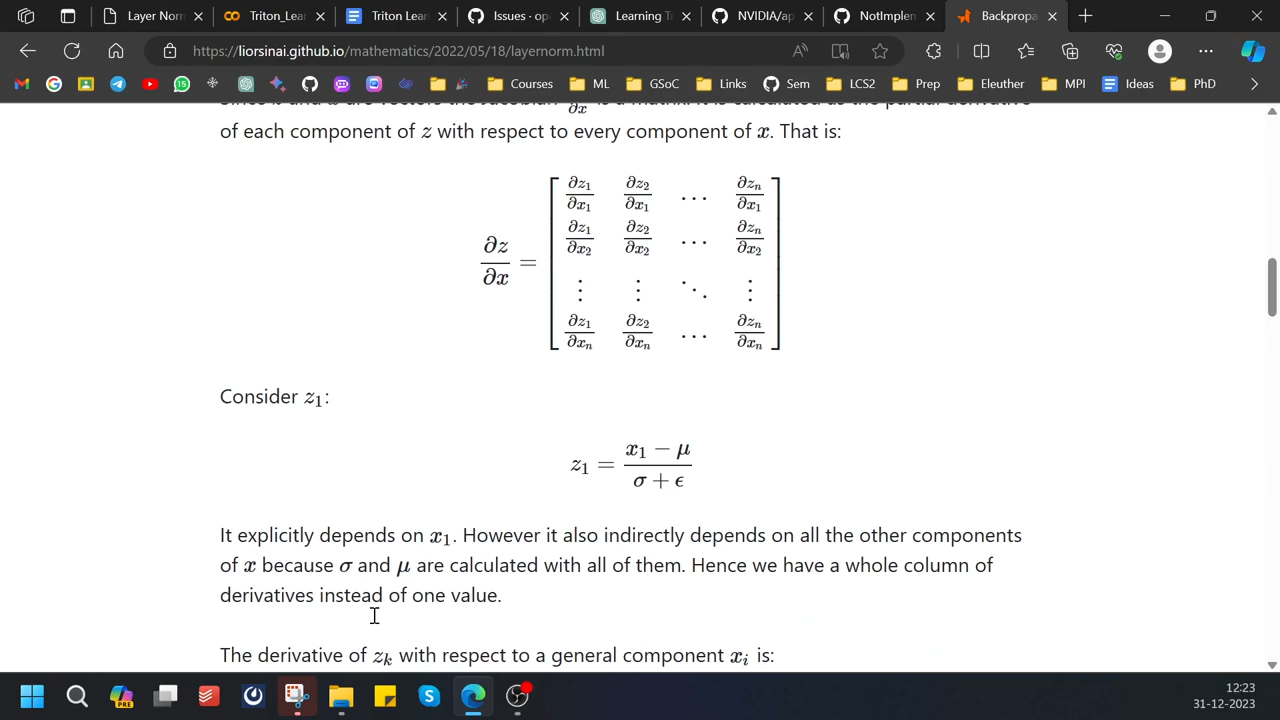 Layer Norn
Triton_Lea
Triton Lear
Issues · op
Learning T
NVIDIA/ap
NotImplen
Backpropa
https://liorsinai.github.io/mathematics/2022/05/18/layernorm.html
Courses ML GSoC Links Sem LCS2 Prep Eleuther MPI Ideas PhD
of each component of z with respect to every component of x. That is:
∂z/∂x = [ ∂z₁/∂x₁ ∂z₂/∂x₁ … ∂zₙ/∂x₁
∂z₁/∂x₂ ∂z₂/∂x₂ … ∂zₙ/∂x₂
⋮ ⋮ ⋱ ⋮
∂z₁/∂xₙ ∂z₂/∂xₙ … ∂zₙ/∂xₙ ]
Consider z₁:
z₁ = (x₁ − μ)/(σ + ϵ)
It explicitly depends on x₁. However it also indirectly depends on all the other components
of x because σ and μ are calculated with all of them. Hence we have a whole column of
derivatives instead of one value.
The derivative of zₖ with respect to a general component xᵢ is:
PRE
12:23
31-12-2023